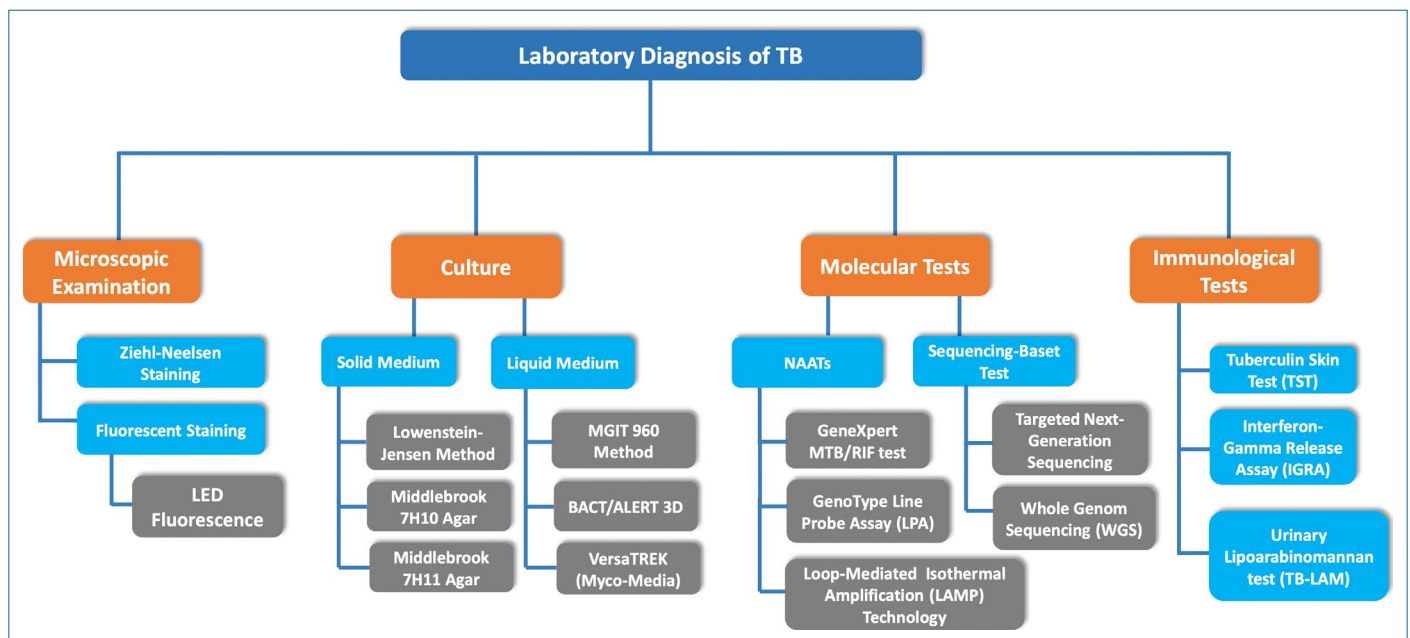 Laboratory Diagnosis of TB
Microscopic
Examination
Ziehl-Neelsen
Staining
Fluorescent Staining
LED
Fluorescence
Culture
Solid Medium
Lowenstein-
Jensen Method
Middlebrook
7H10 Agar
Middlebrook
7H11 Agar
Liquid Medium
MGIT 960
Method
BACT/ALERT 3D
VersaTREK
(Myco-Media)
Molecular Tests
NAATs
GeneXpert
MTB/RIF test
GenoType Line
Probe Assay (LPA)
Loop-Mediated Isothermal
Amplification (LAMP)
Technology
Sequencing-Baset
Test
Targeted Next-
Generation
Sequencing
Whole Genom
Sequencing (WGS)
Immunological
Tests
Tuberculin Skin
Test (TST)
Interferon-
Gamma Release
Assay (IGRA)
Urinary
Lipoarabinomannan
test (TB-LAM)